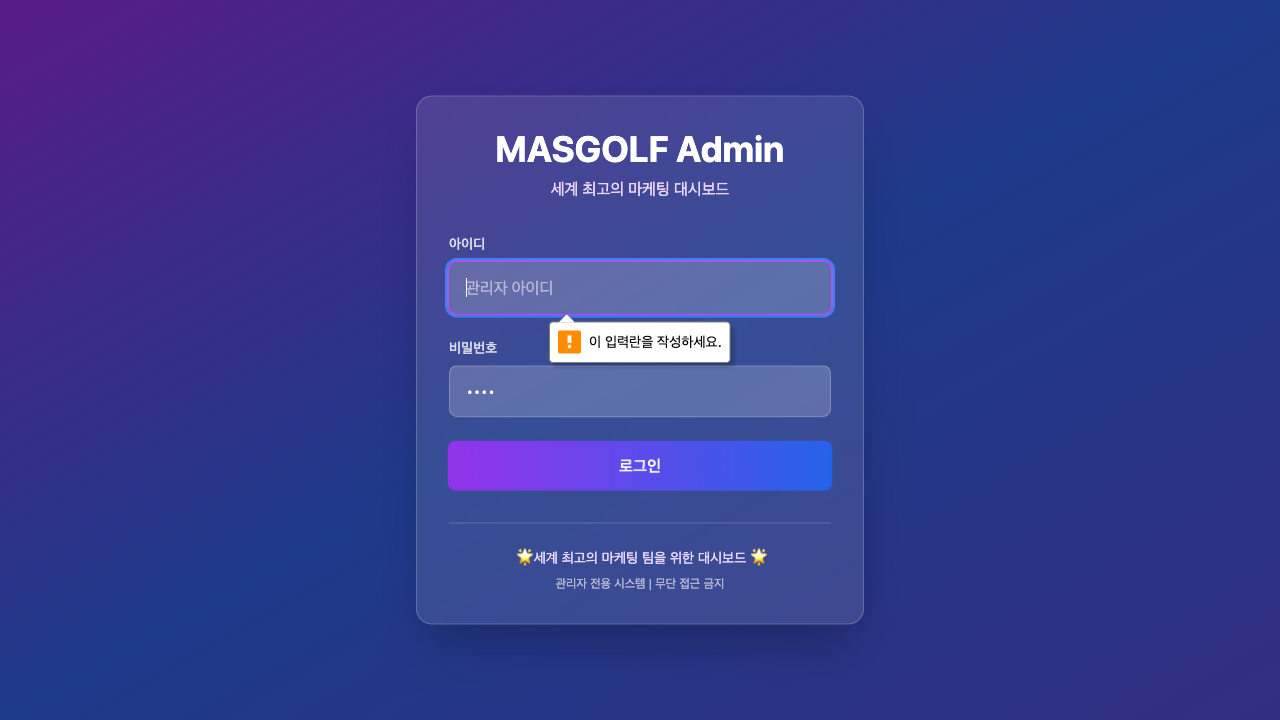 MASGOLF Admin
세계 최고의 마케팅 대시보드
아이디
관리자 아이디
이 입력란을 작성하세요.
비밀번호
••••
로그인
🌟세계 최고의 마케팅 팀을 위한 대시보드 🌟
관리자 전용 시스템 | 무단 접근 금지